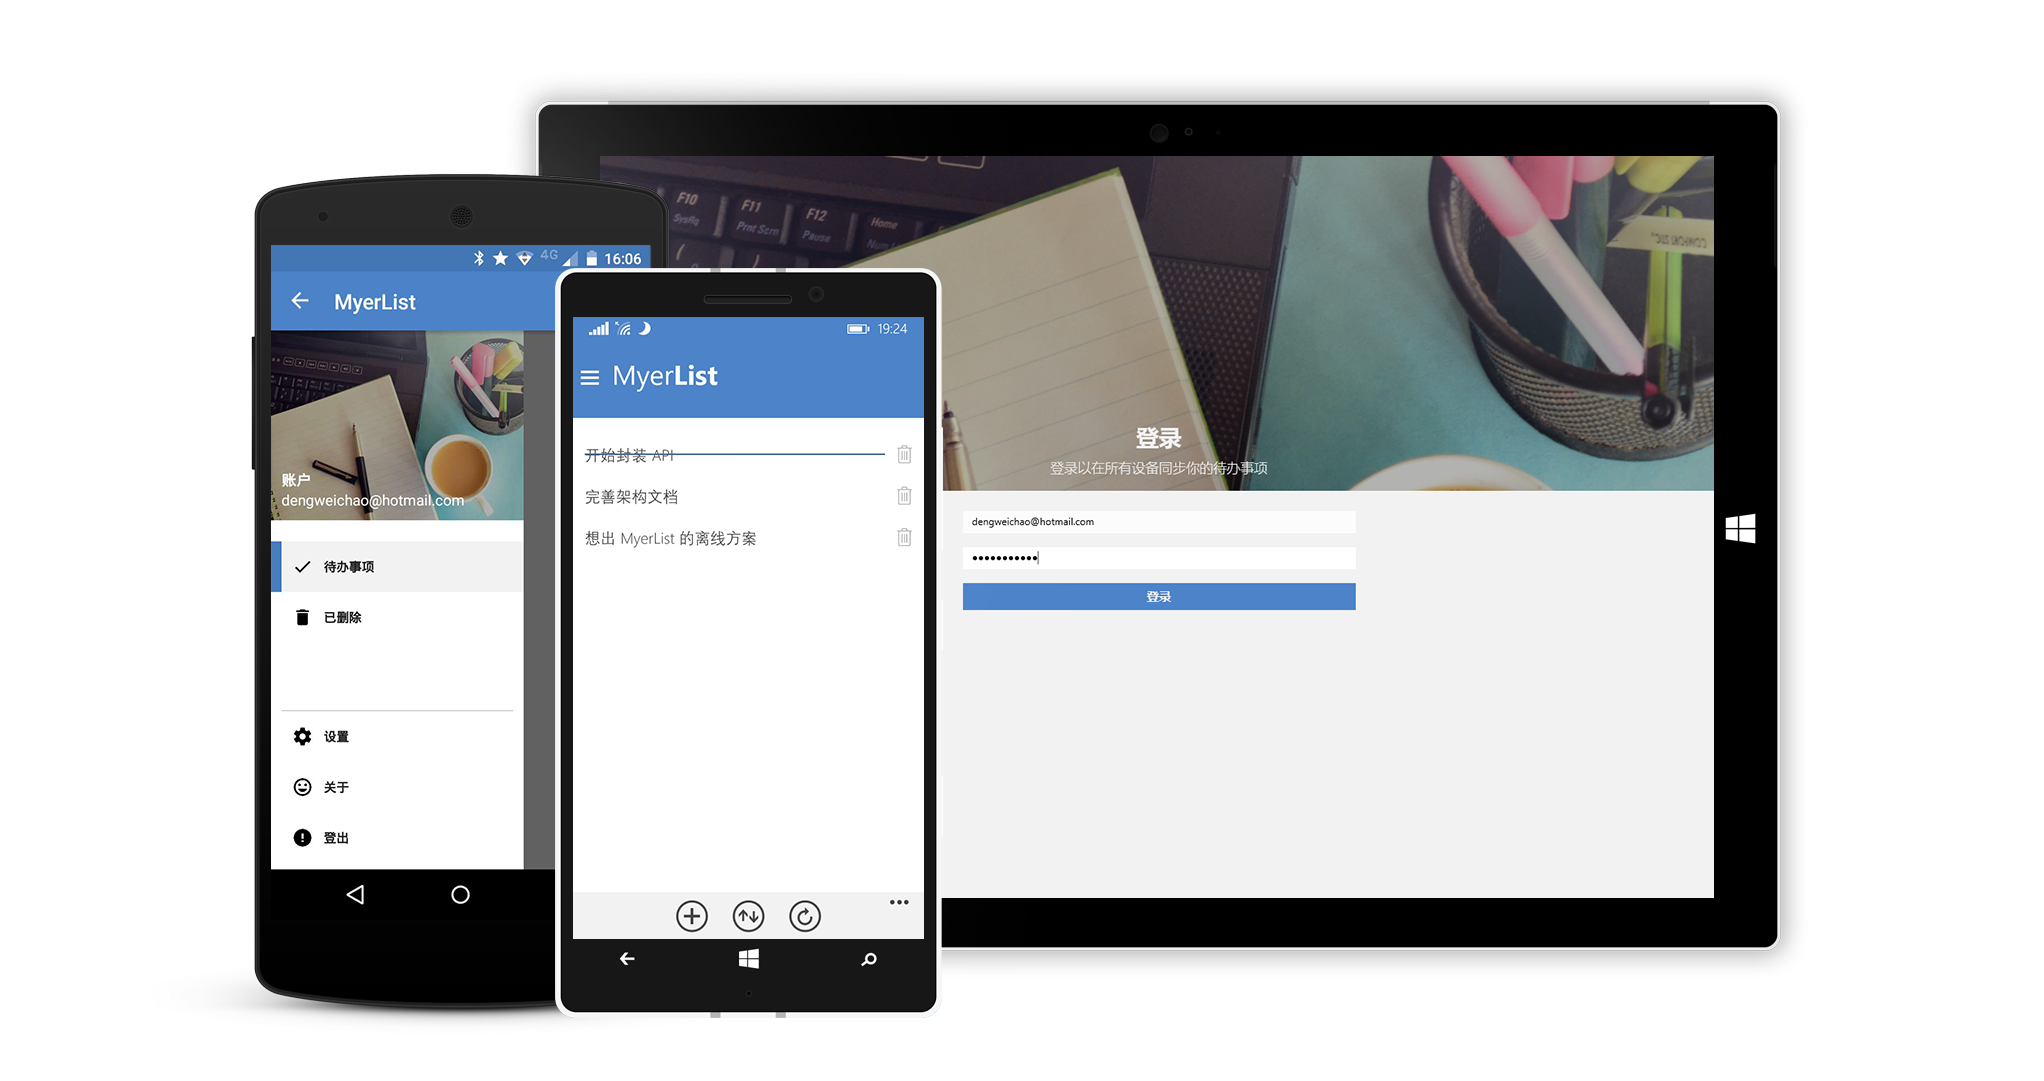 4G 16:06
MyerList
账户
dengweichao@hotmail.com
待办事项
已删除
设置
关于
登出
19:24
MyerList
开始封装 API
完善架构文档
想出 MyerList 的离线方案
F10
SysRq
F11
Prnt Scrn
F12
Pause
Home
登录
登录以在所有设备同步你的待办事项
dengweichao@hotmail.com
登录